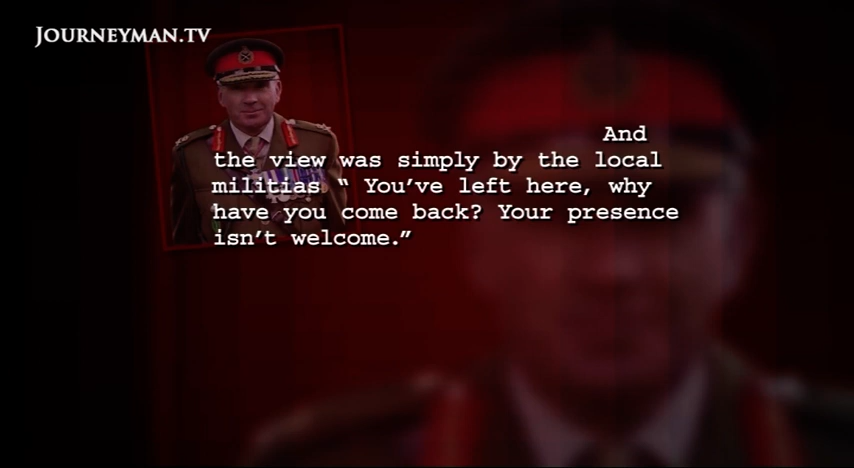 JOURNEYMAN.TV
And
the view was simply by the local
militias “ You’ve left here, why
have you come back? Your presence
isn’t welcome.”